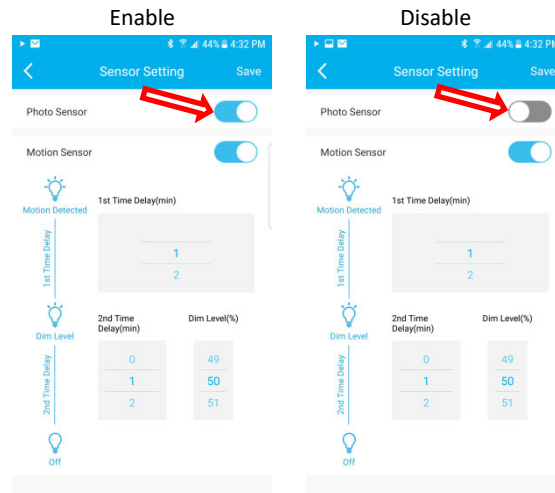 Enable
44% 4:32 PM
Sensor Setting Save
Photo Sensor
Motion Sensor
Motion Detected
1st Time Delay(min)
1st Time Delay
1
2
Dim Level
2nd Time
Delay(min)
Dim Level(%)
2nd Time Delay
0 49
1 50
2 51
Off
Disable
44% 4:32 PM
Sensor Setting Save
Photo Sensor
Motion Sensor
Motion Detected
1st Time Delay(min)
1st Time Delay
1
2
Dim Level
2nd Time
Delay(min)
Dim Level(%)
2nd Time Delay
0 49
1 50
2 51
Off